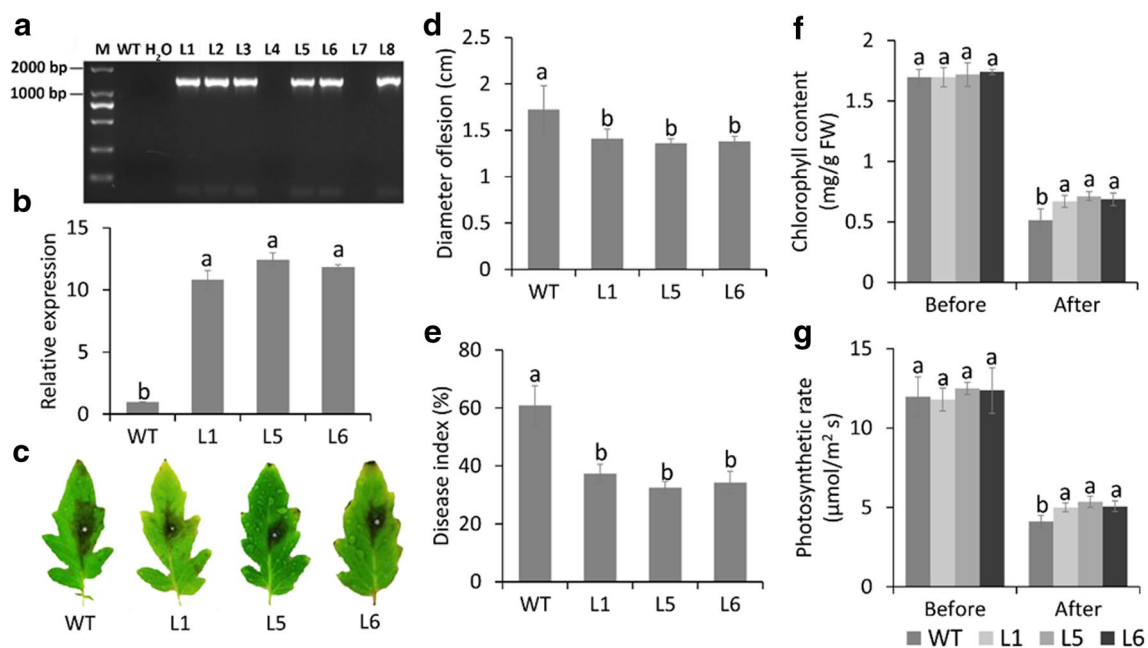 a
M WT H2O L1 L2 L3 L4 L5 L6 L7 L8
2000 bp
1000 bp
b
Relative expression
15
10
5
0
b a a a
WT L1 L5 L6
c
WT L1 L5 L6
d
Diameter oflesion (cm)
2.5
2
1.5
1
0.5
0
a b b b
WT L1 L5 L6
e
Disease index (%)
80
60
40
20
0
a b b b
WT L1 L5 L6
f
Chlorophyll content
(mg/g FW)
2
1.5
1
0.5
0
a a a a b a a a
Before After
g
Photosynthetic rate
(μmol/m² s)
15
10
5
0
a a a a b a a a
Before After
WT L1 L5 L6